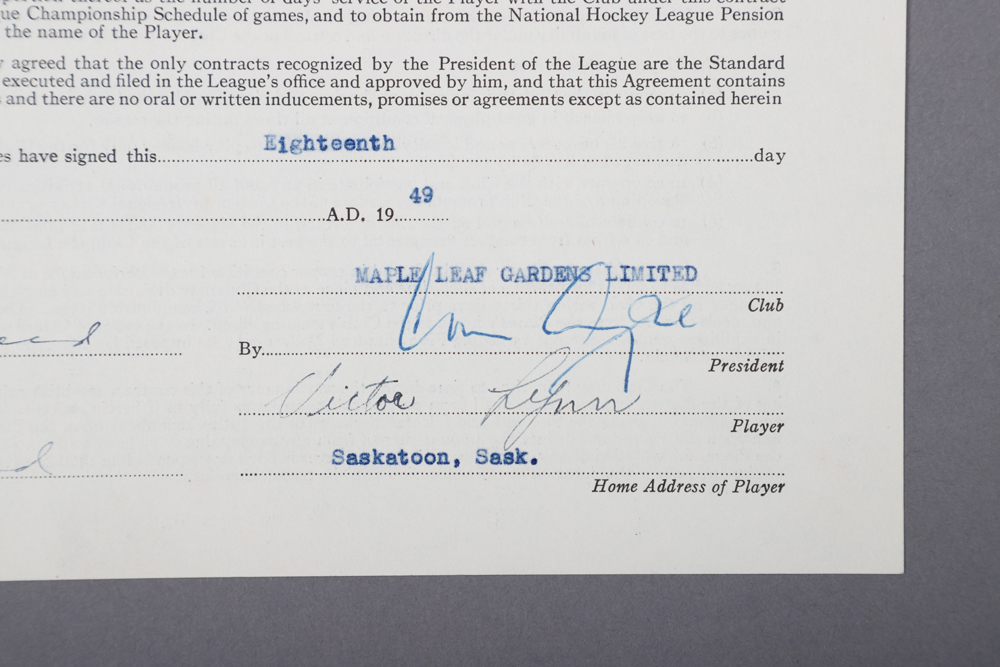 ue Championship Schedule of games, and to obtain from the National Hockey League Pension
the name of the Player.
agreed that the only contracts recognized by the President of the League are the Standard
executed and filed in the League's office and approved by him, and that this Agreement contains
and there are no oral or written inducements, promises or agreements except as contained herein
es have signed this Eighteenth day
A.D. 19 49
MAPLE LEAF GARDENS LIMITED
Club
By
President
Victor Lynn
Player
Saskatoon, Sask.
Home Address of Player